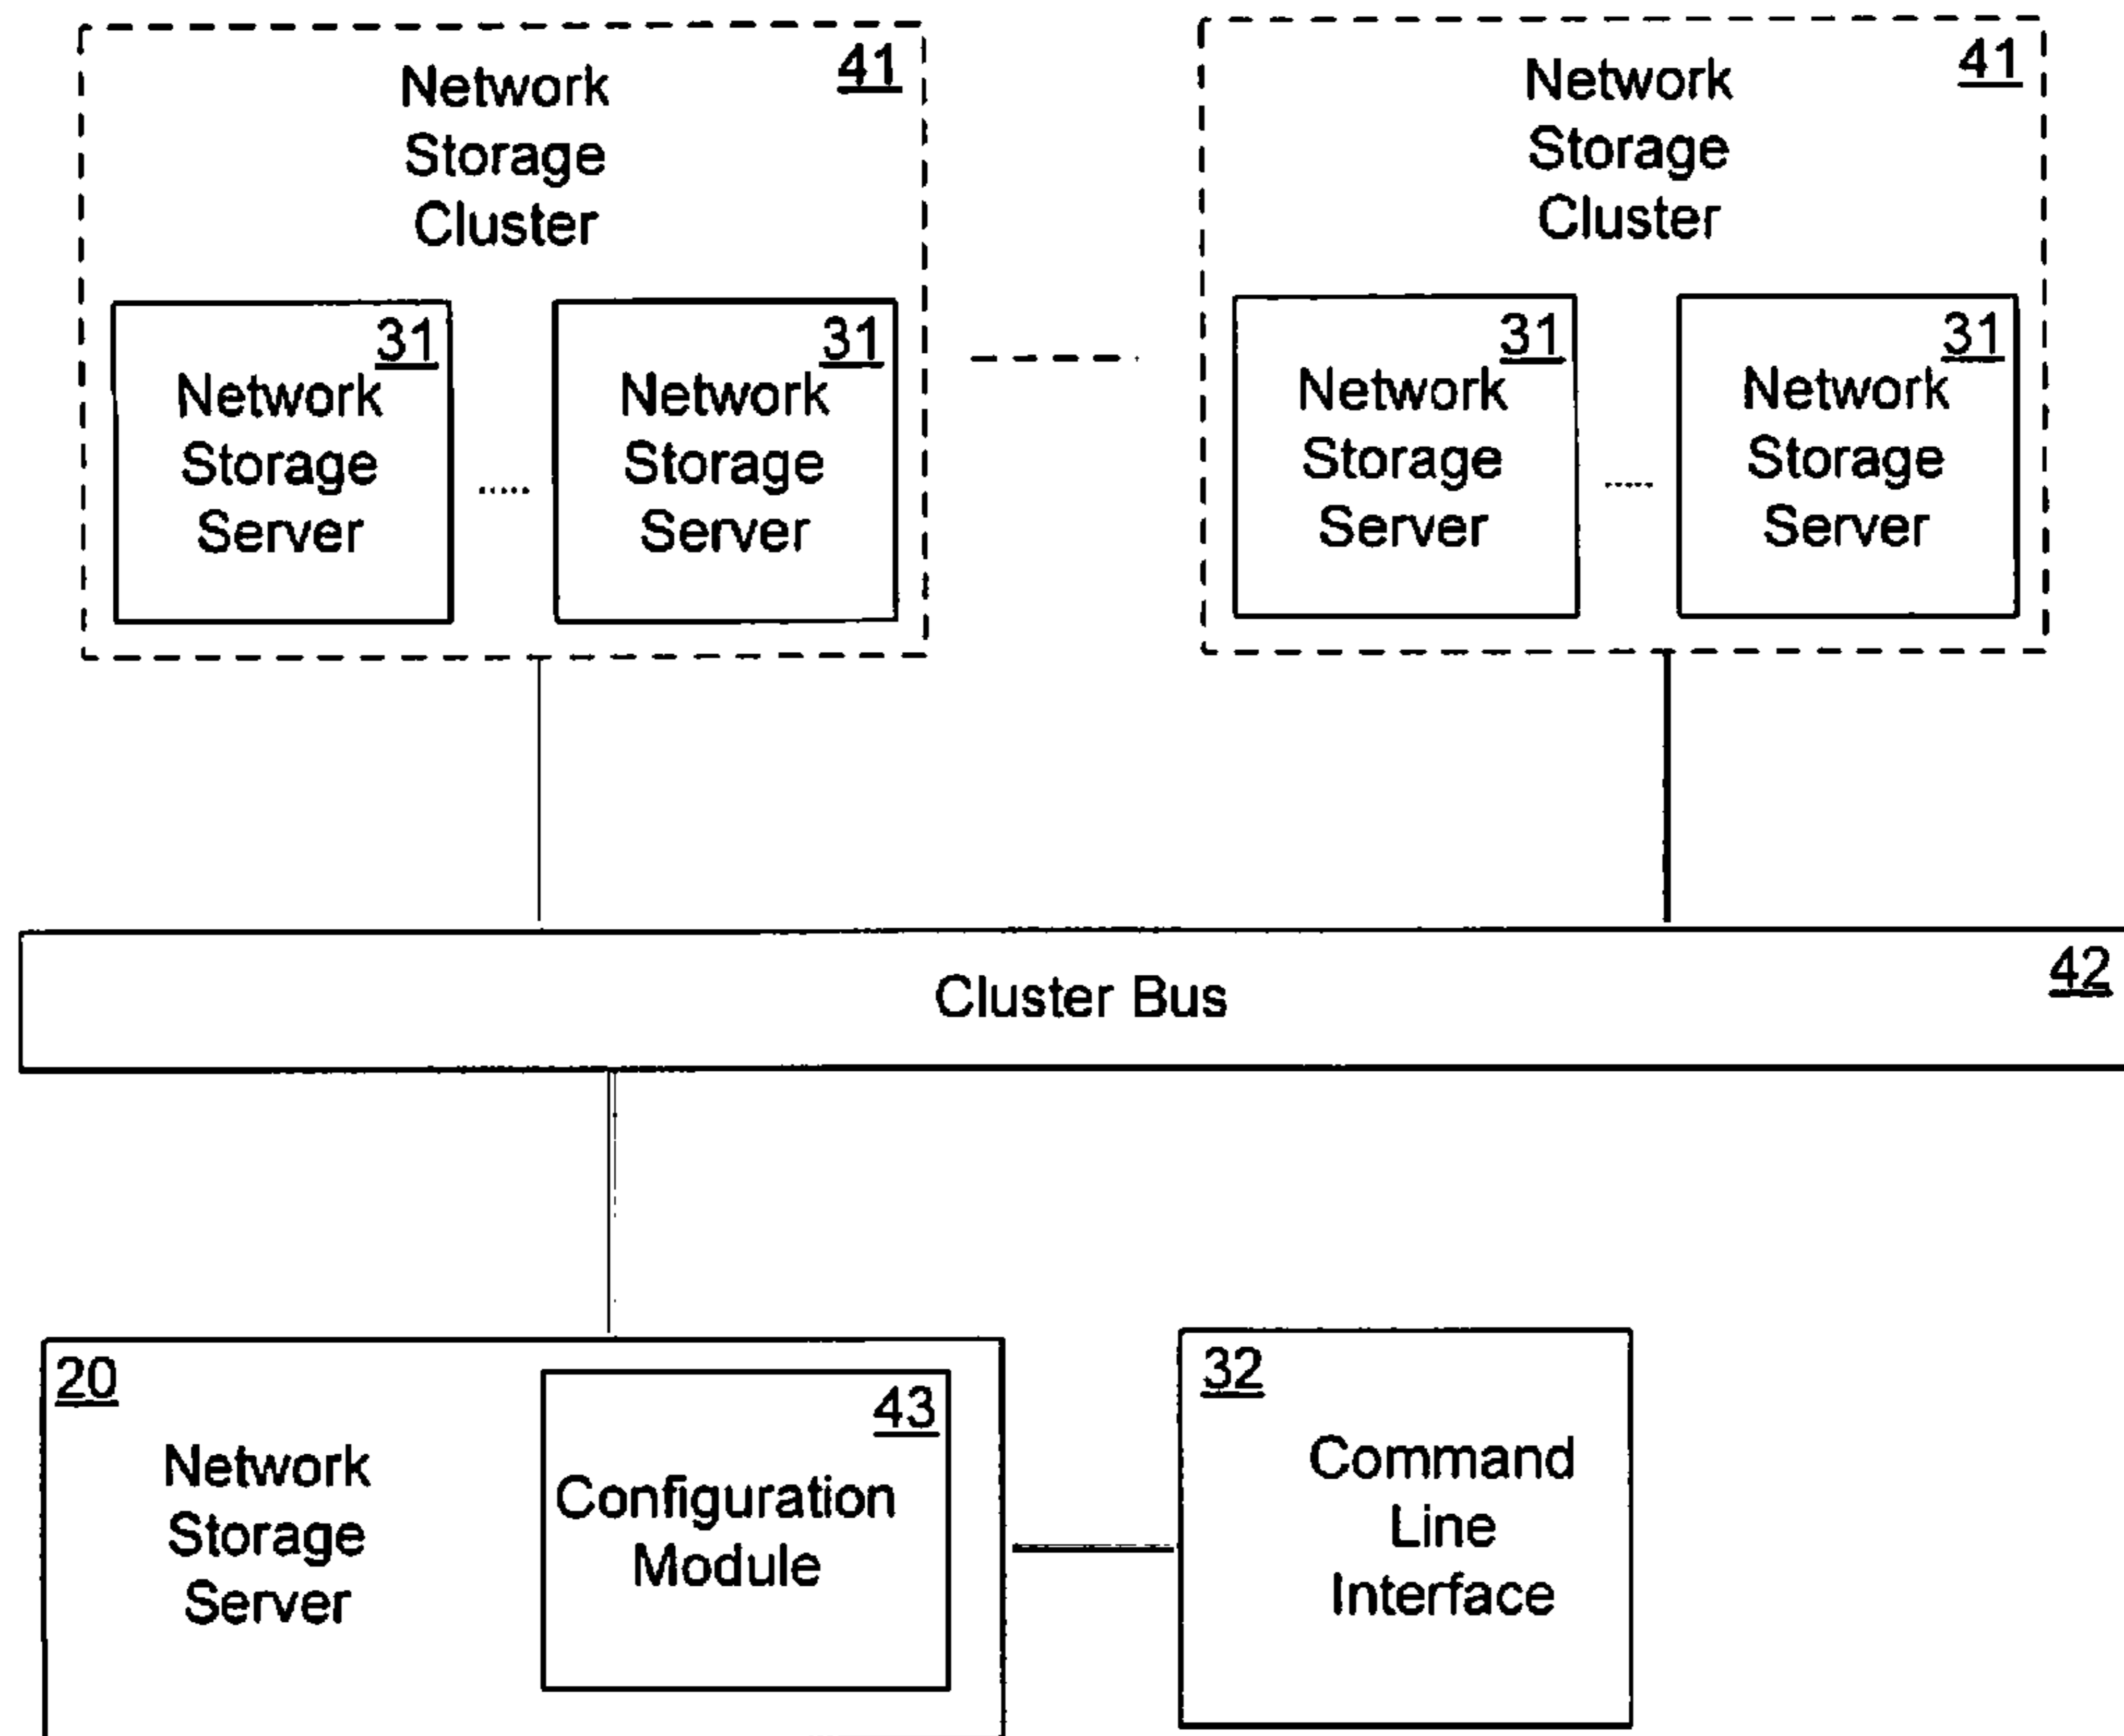 41
Network
Storage
Cluster
31
Network
Storage
Server
31
Network
Storage
Server
41
Network
Storage
Cluster
31
Network
Storage
Server
31
Network
Storage
Server
Cluster Bus
42
20
Network
Storage
Server
43
Configuration
Module
32
Command
Line
Interface